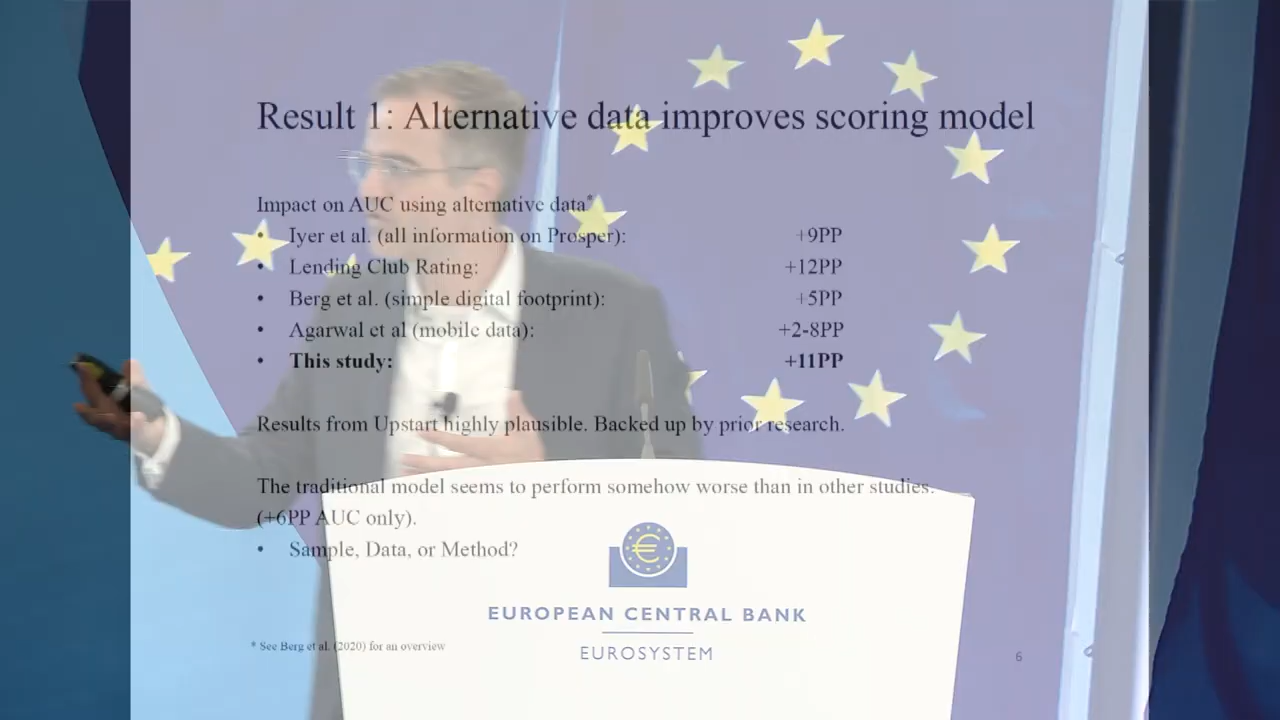 Result 1: Alternative data improves scoring model
Impact on AUC using alternative data*
• Iyer et al. (all information on Prosper): +9PP
• Lending Club Rating: +12PP
• Berg et al. (simple digital footprint): +5PP
• Agarwal et al (mobile data): +2-8PP
• This study: +11PP
Results from Upstart highly plausible. Backed up by prior research.
The traditional model seems to perform somehow worse than in other studies.
(+6PP AUC only).
• Sample, Data, or Method?
EUROPEAN CENTRAL BANK
EUROSYSTEM
* See Berg et al. (2020) for an overview
6